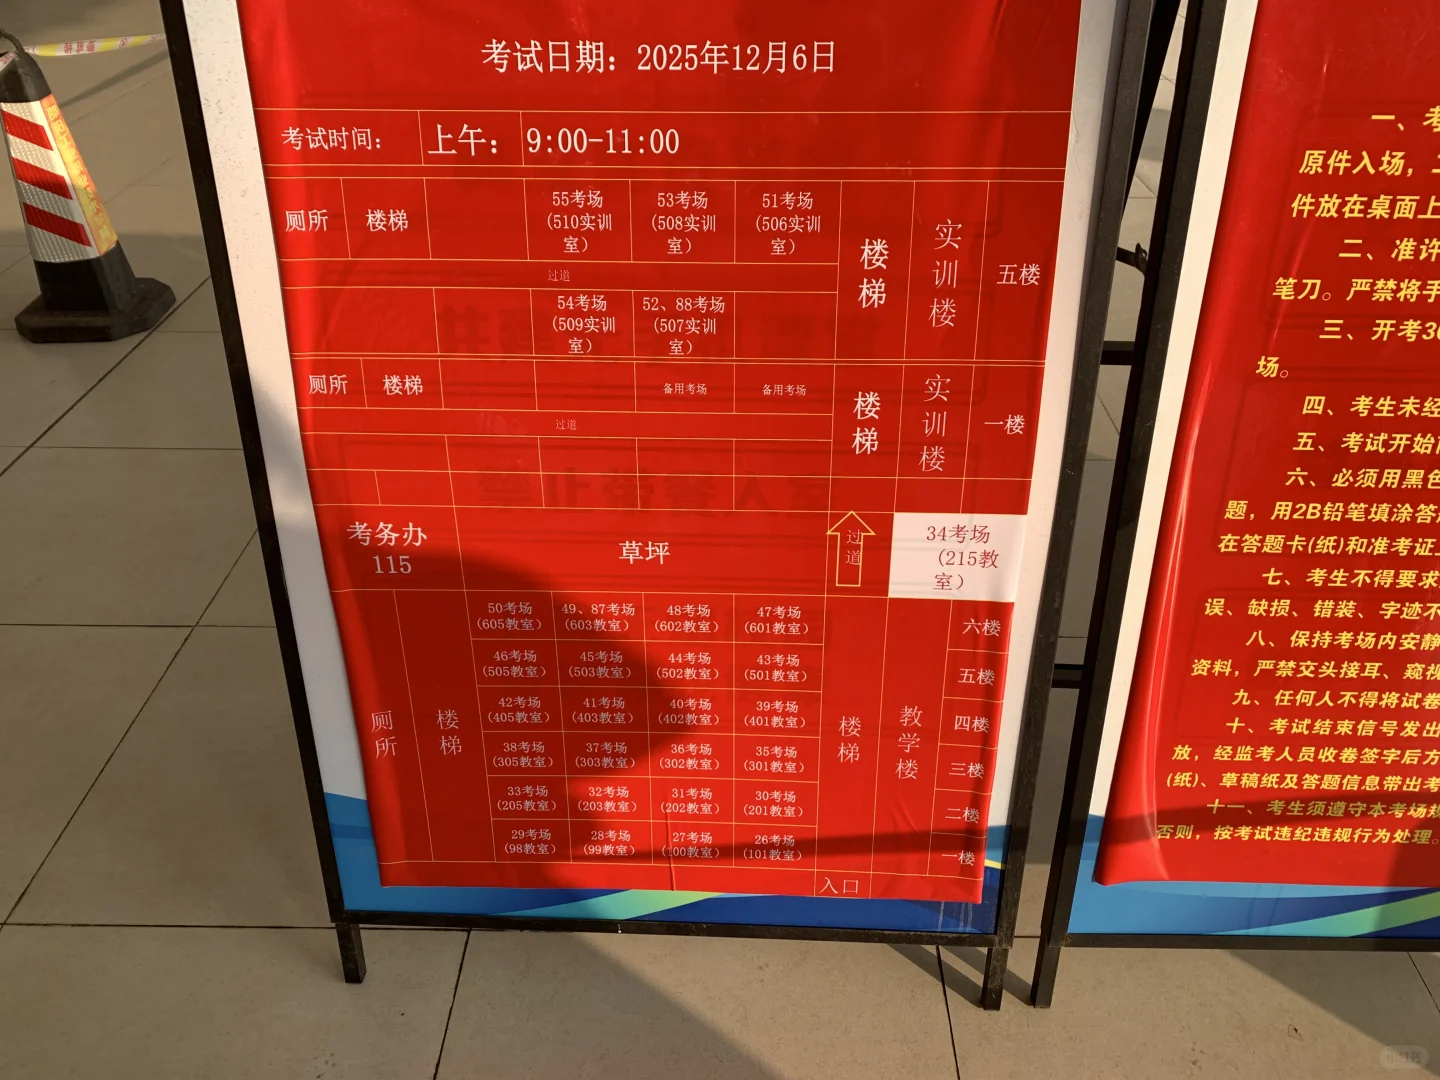 考试日期：2025年12月6日
考试时间：
上午：
9:00-11:00
厕所
楼梯
55考场
(510实训
室）
53考场
(508实训
室）
51考场
(506实训
室）
过道
54考场
(509实训
室）
52、88考场
(507实训
室）
楼梯
实训楼
五楼
厕所
楼梯
备用考场
备用考场
过道
楼梯
实训楼
一楼
考务办
115
草坪
过道
34考场
（215教
室）
50考场
(605教室）
49、87考场
(603教室）
48考场
(602教室）
47考场
(601教室）
六楼
46考场
(505教室）
45考场
(503教室）
44考场
(502教室）
43考场
(501教室）
五楼
42考场
(405教室）
41考场
(403教室）
40考场
(402教室）
39考场
(401教室）
四楼
38考场
(305教室）
37考场
(303教室）
36考场
(302教室）
35考场
(301教室）
三楼
33考场
(205教室）
32考场
(203教室）
31考场
(202教室）
30考场
(201教室）
二楼
29考场
(98教室）
28考场
(99教室）
27考场
(100教室）
26考场
(101教室）
一楼
厕所
楼梯
楼梯
教学楼
入口
一、考
原件入场，二
件放在桌面上
二、准许
笔刀。严禁将手
三、开考30
场。
四、考生未经
五、考试开始前
六、必须用黑色
题，用2B铅笔填涂答
在答题卡(纸)和准考证上
七、考生不得要求
误、缺损、错装、字迹不
八、保持考场内安静
资料，严禁交头接耳、窥视
九、任何人不得将试卷
十、考试结束信号发出
放，经监考人员收卷签字后方
(纸)、草稿纸及答题信息带出考
十一、考生须遵守本考场规
否则，按考试违纪违规行为处理。
小红书